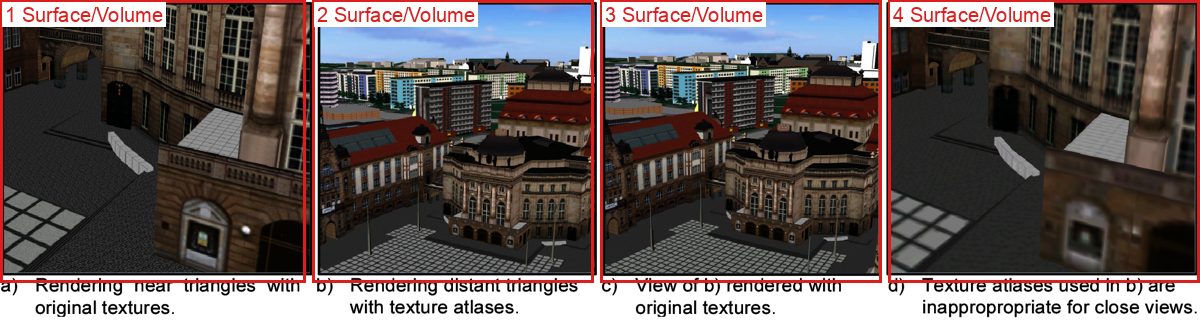 1 Surface/Volume
2 Surface/Volume
3 Surface/Volume
4 Surface/Volume
a) Rendering near triangles with
original textures.
b) Rendering distant triangles
with texture atlases.
c) View of b) rendered with
original textures.
d) Texture atlases used in b) are
inappropropriate for close views.